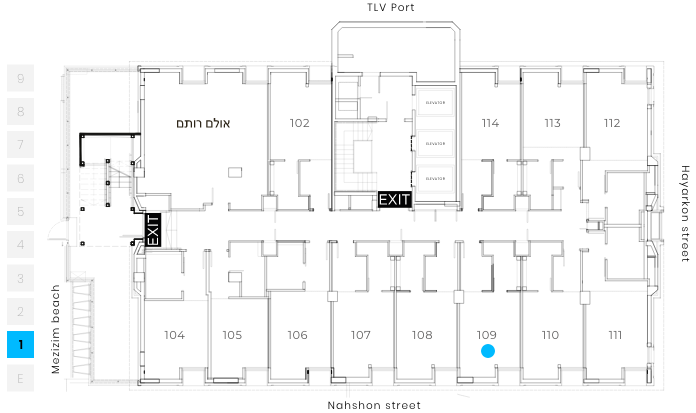 TLV Port
9
8
7
6
5
4
3
2
1
E
אולם רותם
102
114
113
112
ELEVATOR
ELEVATOR
ELEVATOR
EXIT
EXIT
104
105
106
107
108
109
110
111
Mezizim beach
Hayarkon street
Nahshon street